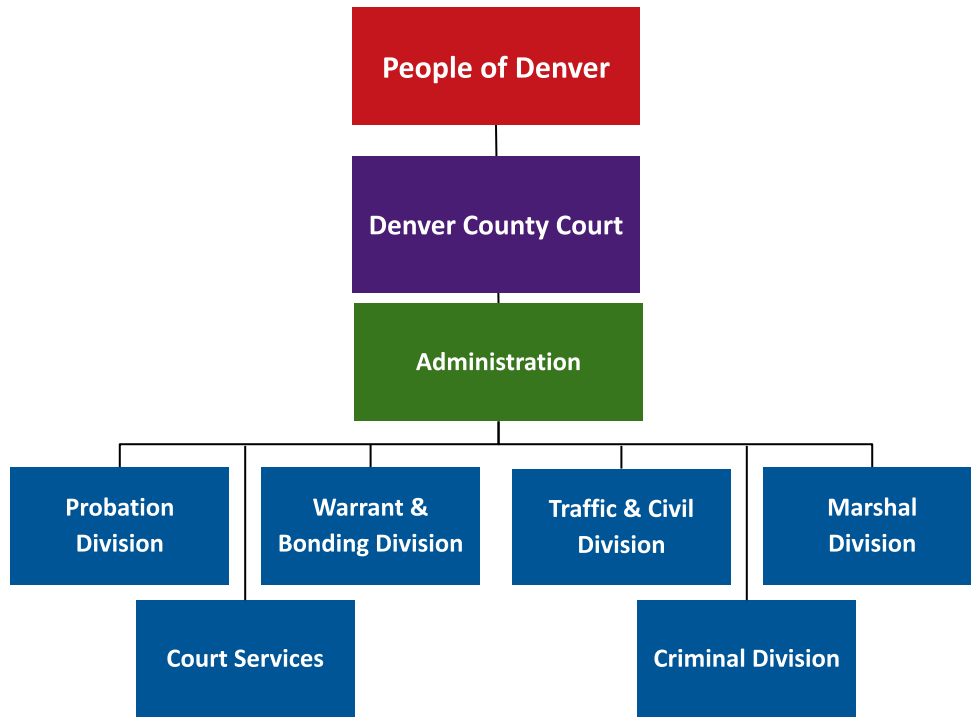 People of Denver
Denver County Court
Administration
Probation
Division
Warrant &
Bonding Division
Traffic & Civil
Division
Marshal
Division
Court Services
Criminal Division